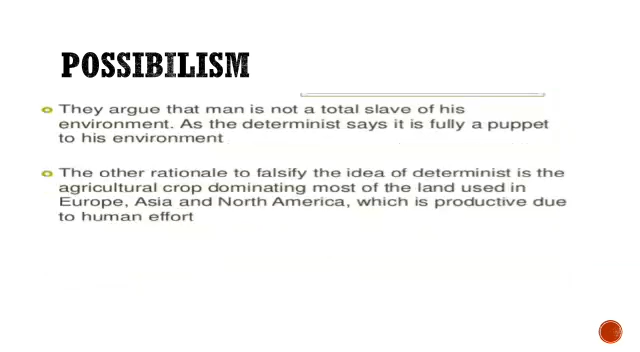 POSSIBILISM
They argue that man is not a total slave of his
environment. As the determinist says it is fully a puppet
to his environment
The other rationale to falsify the idea of determinist is the
agricultural crop dominating most of the land used in
Europe, Asia and North America, which is productive due
to human effort